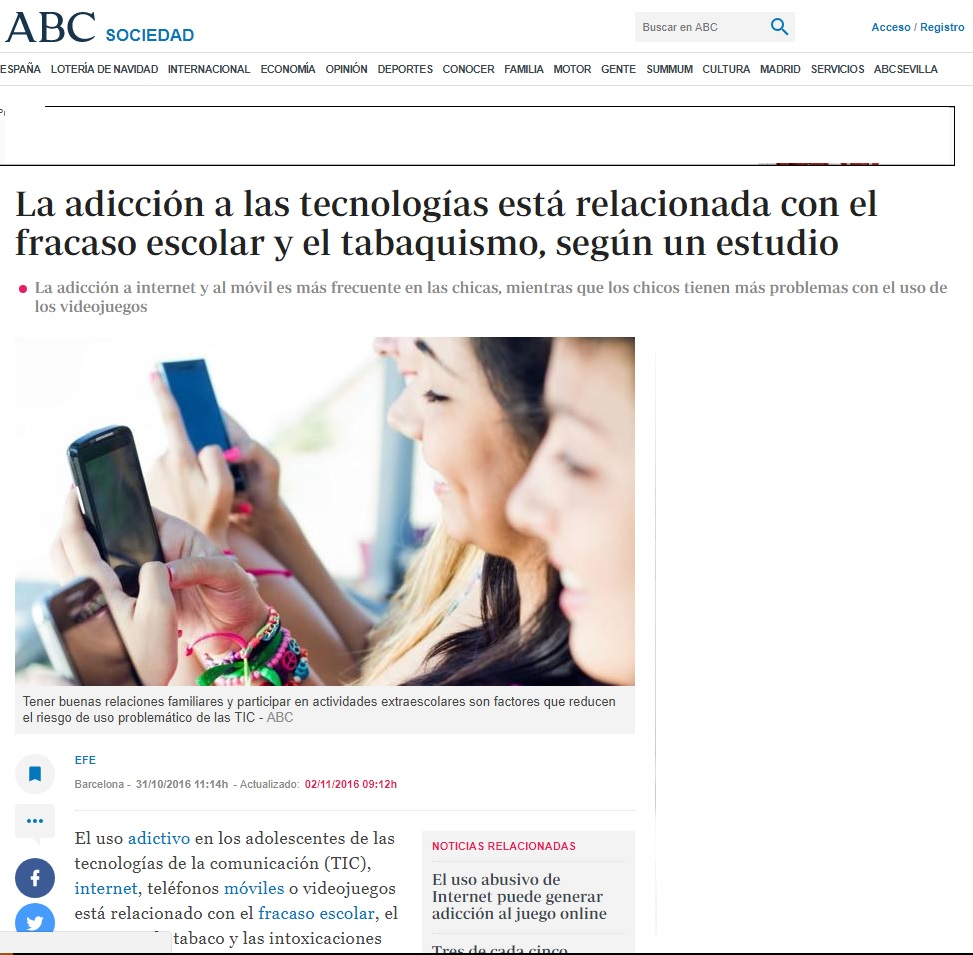 ABC SOCIEDAD
Buscar en ABC
Acceso / Registro
ESPAÑA LOTERÍA DE NAVIDAD INTERNACIONAL ECONOMÍA OPINIÓN DEPORTES CONOCER FAMILIA MOTOR GENTE SUMMUM CULTURA MADRID SERVICIOS ABCSEVILLA
La adicción a las tecnologías está relacionada con el
fracaso escolar y el tabaquismo, según un estudio
La adicción a internet y al móvil es más frecuente en las chicas, mientras que los chicos tienen más problemas con el uso de
los videojuegos
Tener buenas relaciones familiares y participar en actividades extraescolares son factores que reducen
el riesgo de uso problemático de las TIC - ABC
EFE
Barcelona - 31/10/2016 11:14h - Actualizado: 02/11/2016 09:12h
El uso adictivo en los adolescentes de las
tecnologías de la comunicación (TIC),
internet, teléfonos móviles o videojuegos
está relacionado con el fracaso escolar, el
tabaco y las intoxicaciones
NOTICIAS RELACIONADAS
El uso abusivo de
Internet puede generar
adicción al juego online
Tres de cada cinco